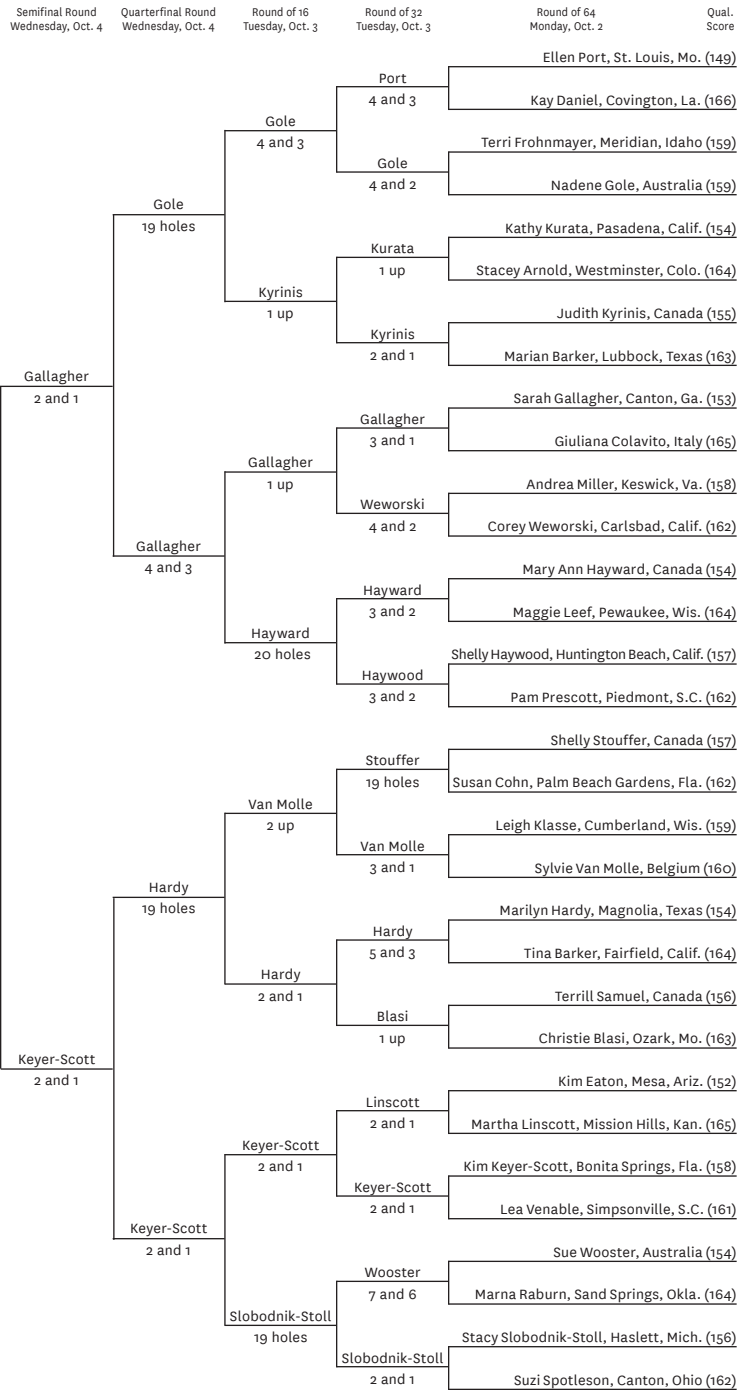 Semifinal Round
Wednesday, Oct. 4
Quarterfinal Round
Wednesday, Oct. 4
Round of 16
Tuesday, Oct. 3
Round of 32
Tuesday, Oct. 3
Round of 64
Monday, Oct. 2
Qual.
Score
Ellen Port, St. Louis, Mo. (149)
Port
4 and 3
Kay Daniel, Covington, La. (166)
Gole
4 and 3
Terri Frohnmayer, Meridian, Idaho (159)
Gole
4 and 2
Nadene Gole, Australia (159)
Gole
19 holes
Kathy Kurata, Pasadena, Calif. (154)
Kurata
1 up
Stacey Arnold, Westminster, Colo. (164)
Kyrinis
1 up
Judith Kyrinis, Canada (155)
Kyrinis
2 and 1
Marian Barker, Lubbock, Texas (163)
Gallagher
2 and 1
Sarah Gallagher, Canton, Ga. (153)
Gallagher
3 and 1
Giuliana Colavito, Italy (165)
Gallagher
1 up
Andrea Miller, Keswick, Va. (158)
Weworski
4 and 2
Corey Weworski, Carlsbad, Calif. (162)
Gallagher
4 and 3
Mary Ann Hayward, Canada (154)
Hayward
3 and 2
Maggie Leef, Pewaukee, Wis. (164)
Hayward
20 holes
Shelly Haywood, Huntington Beach, Calif. (157)
Haywood
3 and 2
Pam Prescott, Piedmont, S.C. (162)
Shelly Stouffer, Canada (157)
Stouffer
19 holes
Susan Cohn, Palm Beach Gardens, Fla. (162)
Van Molle
2 up
Leigh Klasse, Cumberland, Wis. (159)
Van Molle
3 and 1
Sylvie Van Molle, Belgium (160)
Hardy
19 holes
Marilyn Hardy, Magnolia, Texas (154)
Hardy
5 and 3
Tina Barker, Fairfield, Calif. (164)
Hardy
2 and 1
Terrill Samuel, Canada (156)
Blasi
1 up
Christie Blasi, Ozark, Mo. (163)
Keyer-Scott
2 and 1
Kim Eaton, Mesa, Ariz. (152)
Linscott
2 and 1
Martha Linscott, Mission Hills, Kan. (165)
Keyer-Scott
2 and 1
Kim Keyer-Scott, Bonita Springs, Fla. (158)
Keyer-Scott
2 and 1
Lea Venable, Simpsonville, S.C. (161)
Keyer-Scott
2 and 1
Sue Wooster, Australia (154)
Wooster
7 and 6
Marna Raburn, Sand Springs, Okla. (164)
Slobodnik-Stoll
19 holes
Stacy Slobodnik-Stoll, Haslett, Mich. (156)
Slobodnik-Stoll
2 and 1
Suzi Spotleson, Canton, Ohio (162)